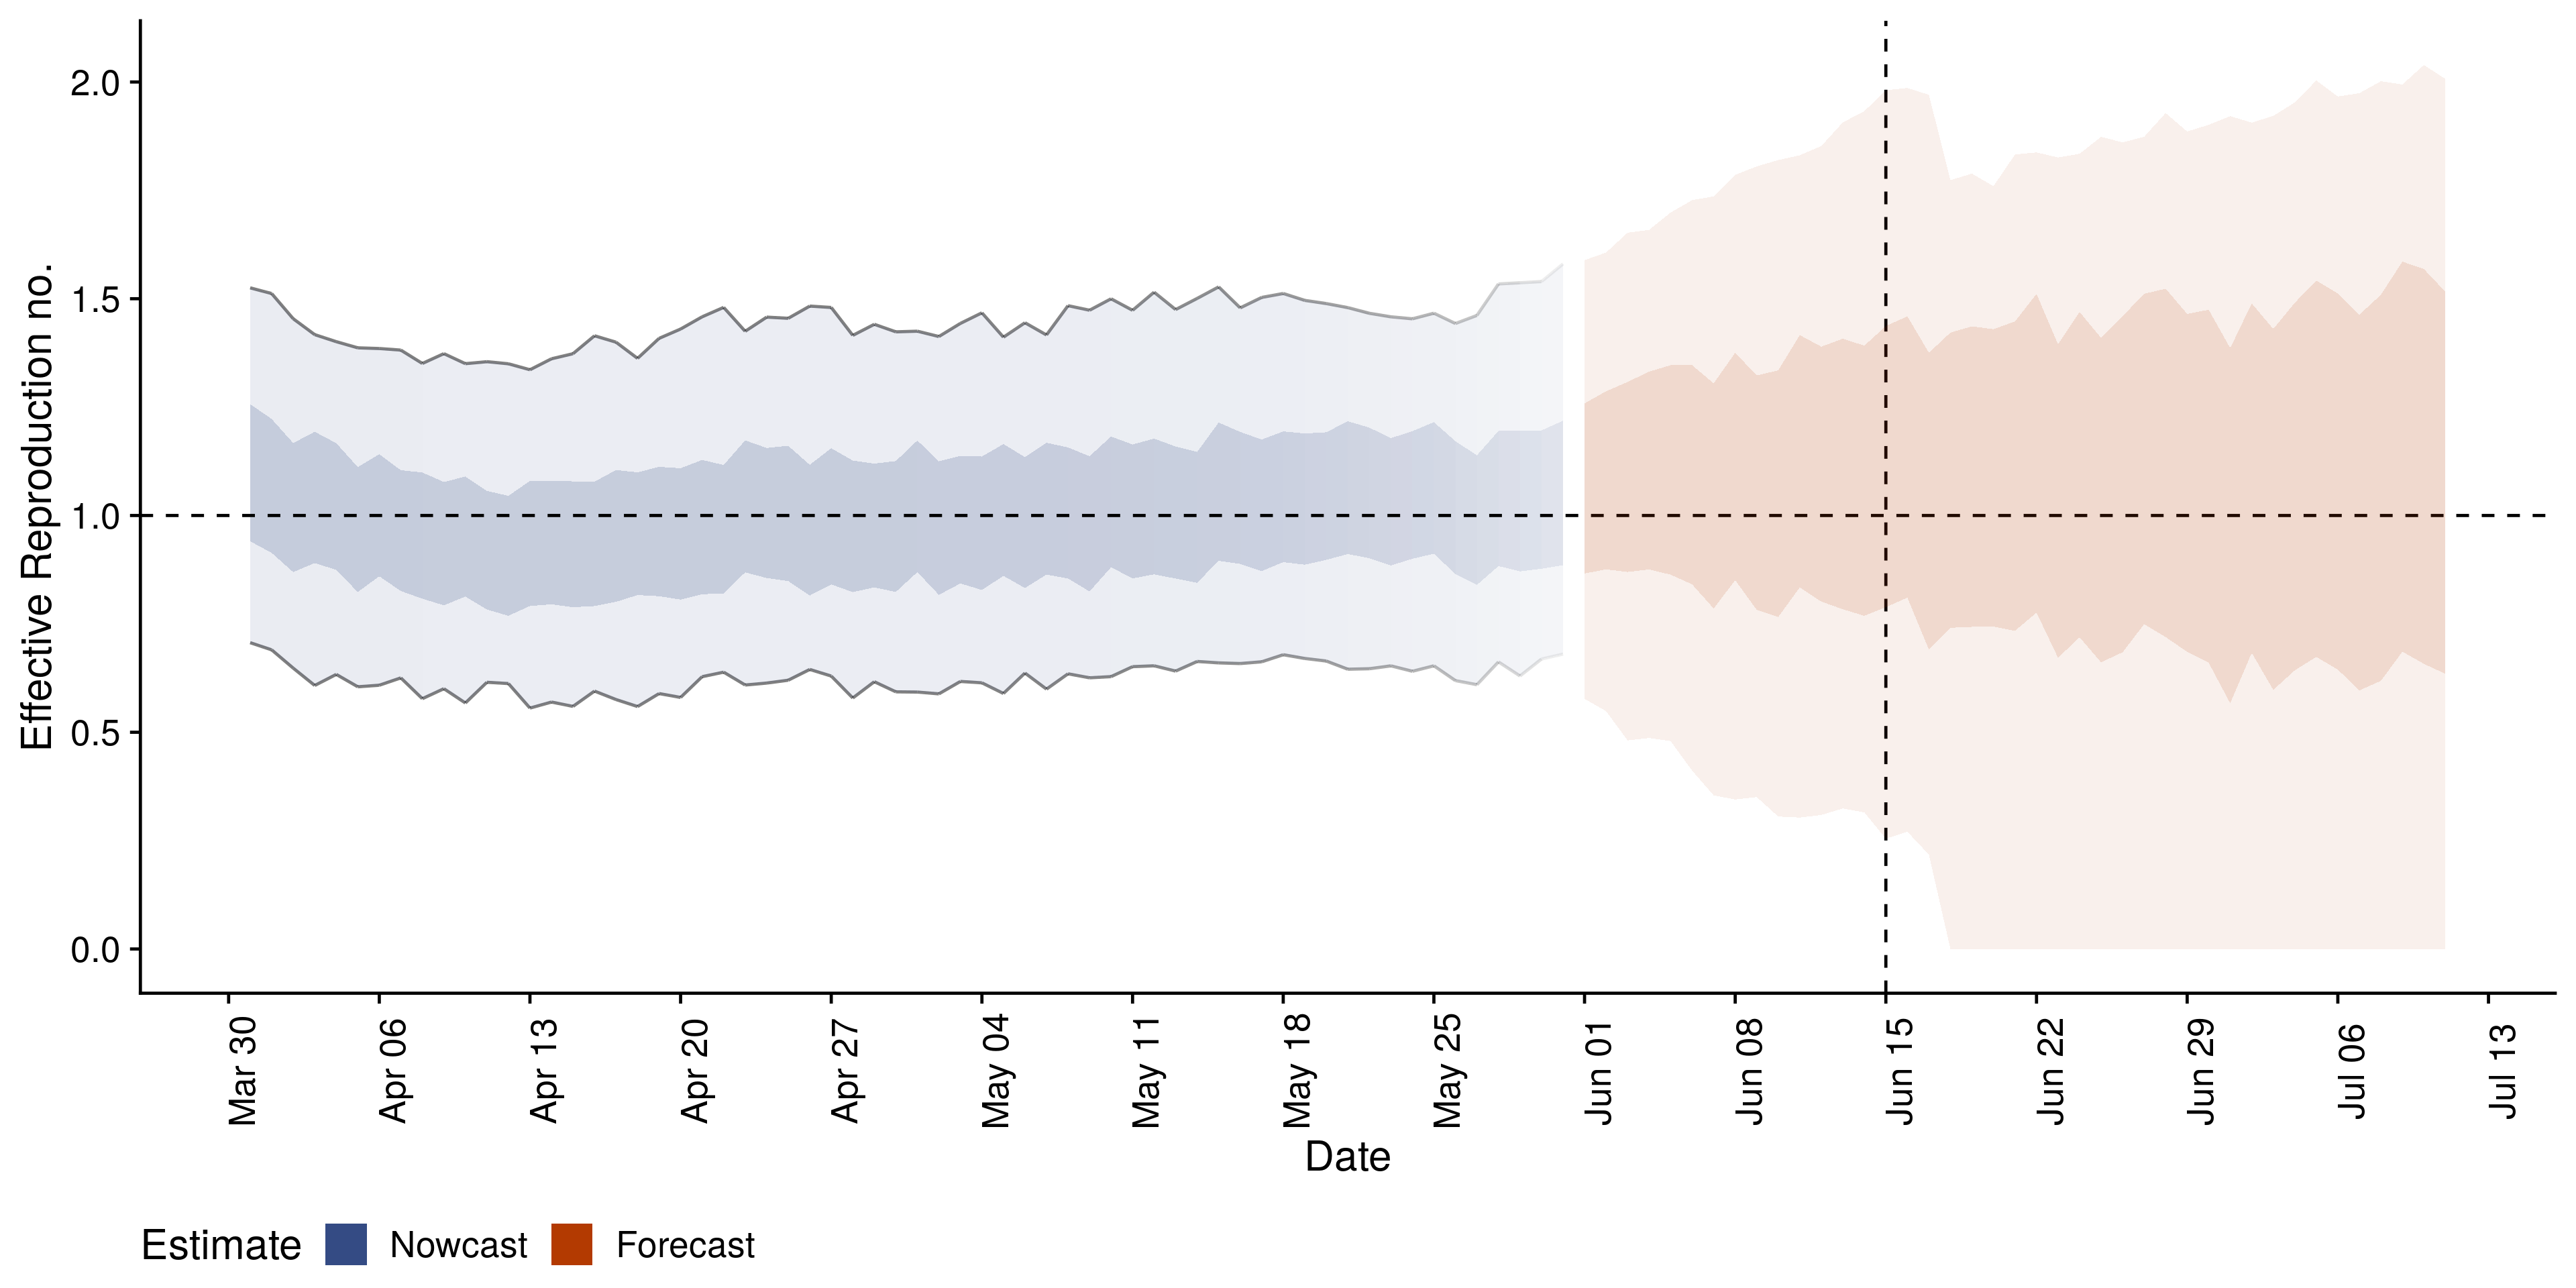 Effective Reproduction no.
2.0
1.5
1.0
0.5
0.0
Mar 30
Apr 06
Apr 13
Apr 20
Apr 27
May 04
May 11
May 18
May 25
Jun 01
Jun 08
Jun 15
Jun 22
Jun 29
Jul 06
Jul 13
Date
Estimate Nowcast Forecast